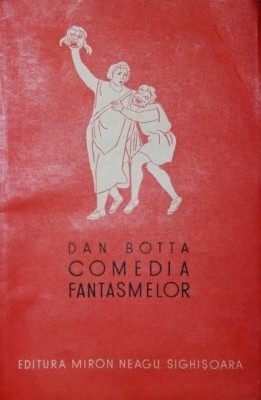 DAN BOTTA
COMEDIA
FANTASMELOR
EDITURA MIRON NEAGU, SIGHIȘOARA